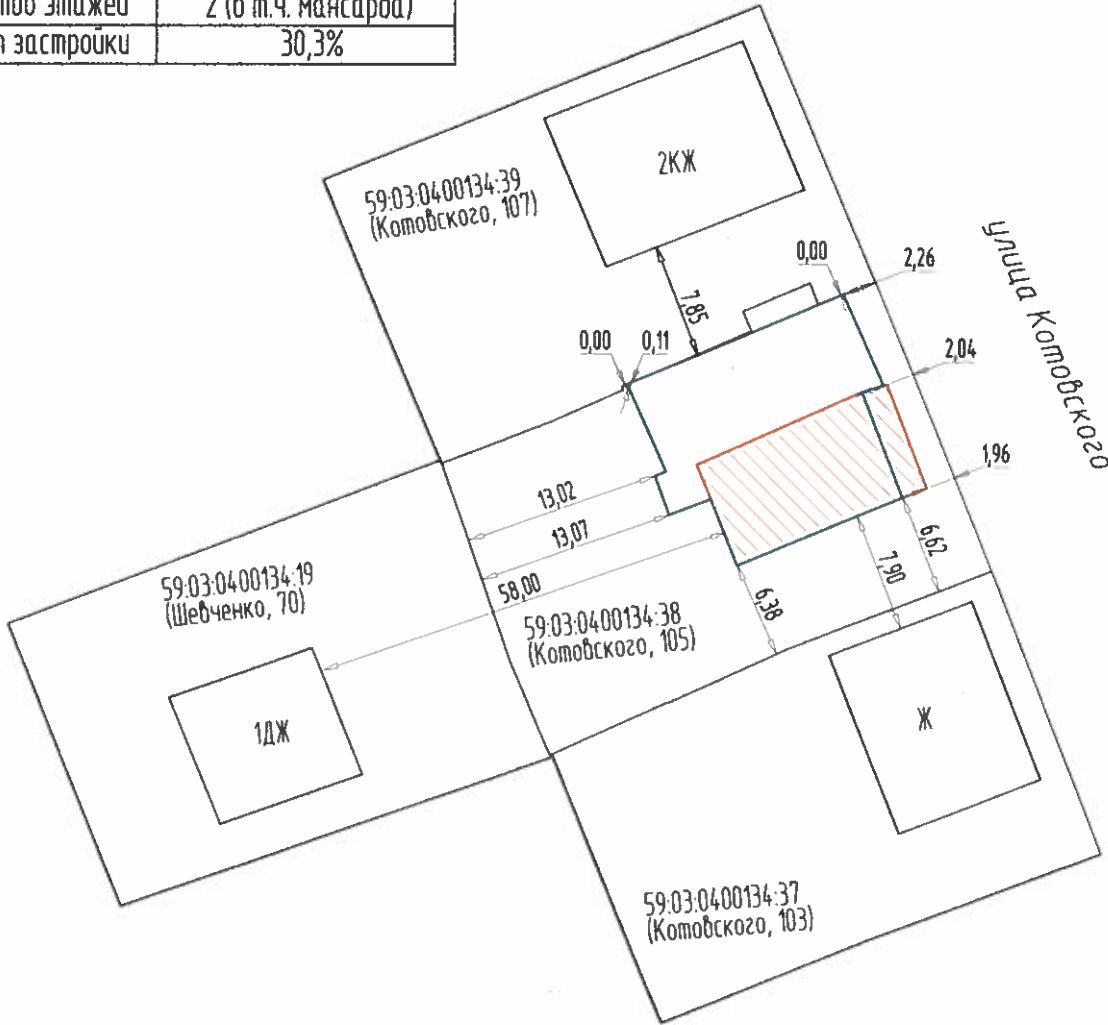 этажей 2 (в т.ч. мансарда)
застройки 30,3%
2КЖ
59:03:0400134:39
(Котовского, 107)
улица Котовского
0,00
2,26
7,85
0,00 0,11
2,04
1,96
13,02
13,07
58,00
6,62
7,90
6,38
59:03:0400134:19
(Шевченко, 70)
59:03:0400134:38
(Котовского, 105)
1ДЖ
Ж
59:03:0400134:37
(Котовского, 103)